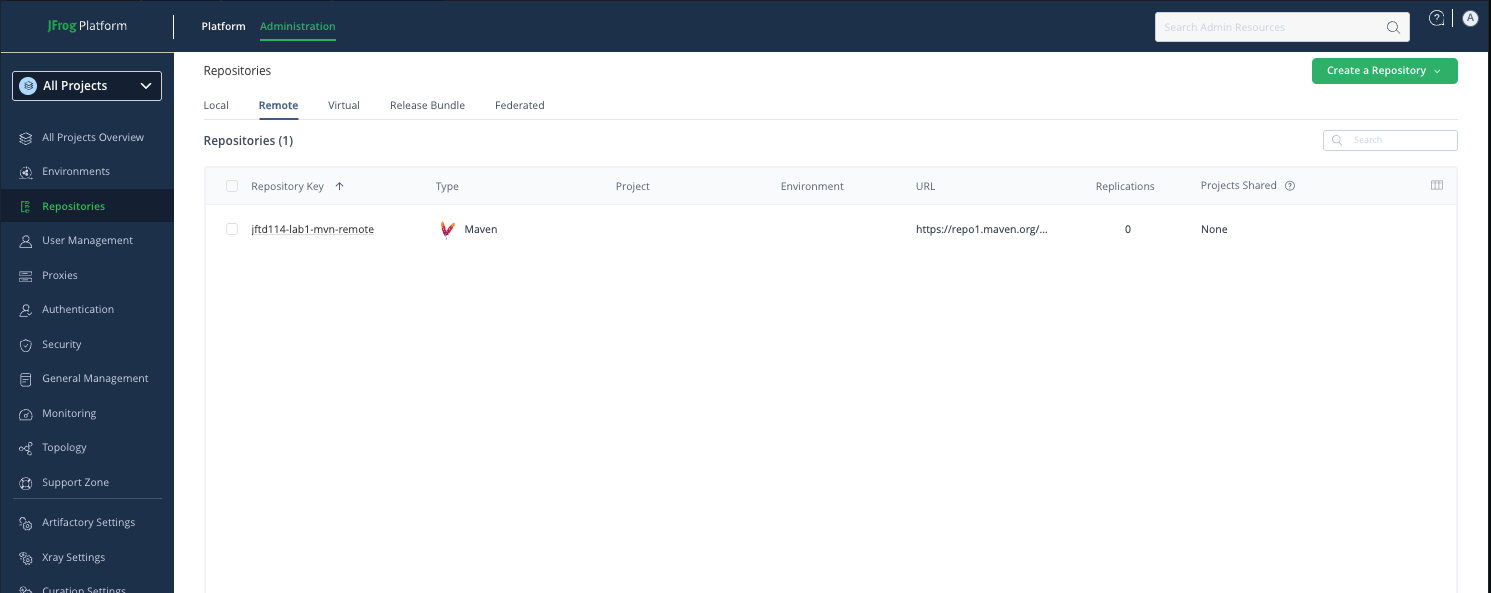 JFrog Platform
Platform Administration
Search Admin Resources
? A
All Projects
All Projects Overview
Environments
Repositories
User Management
Proxies
Authentication
Security
General Management
Monitoring
Topology
Support Zone
Artifactory Settings
Xray Settings
Curation Settings
Repositories
Create a Repository
Local Remote Virtual Release Bundle Federated
Repositories (1)
Search
Repository Key Type Project Environment URL Replications Projects Shared ?
jftd114-lab1-mvn-remote Maven https://repo1.maven.org/... 0 None